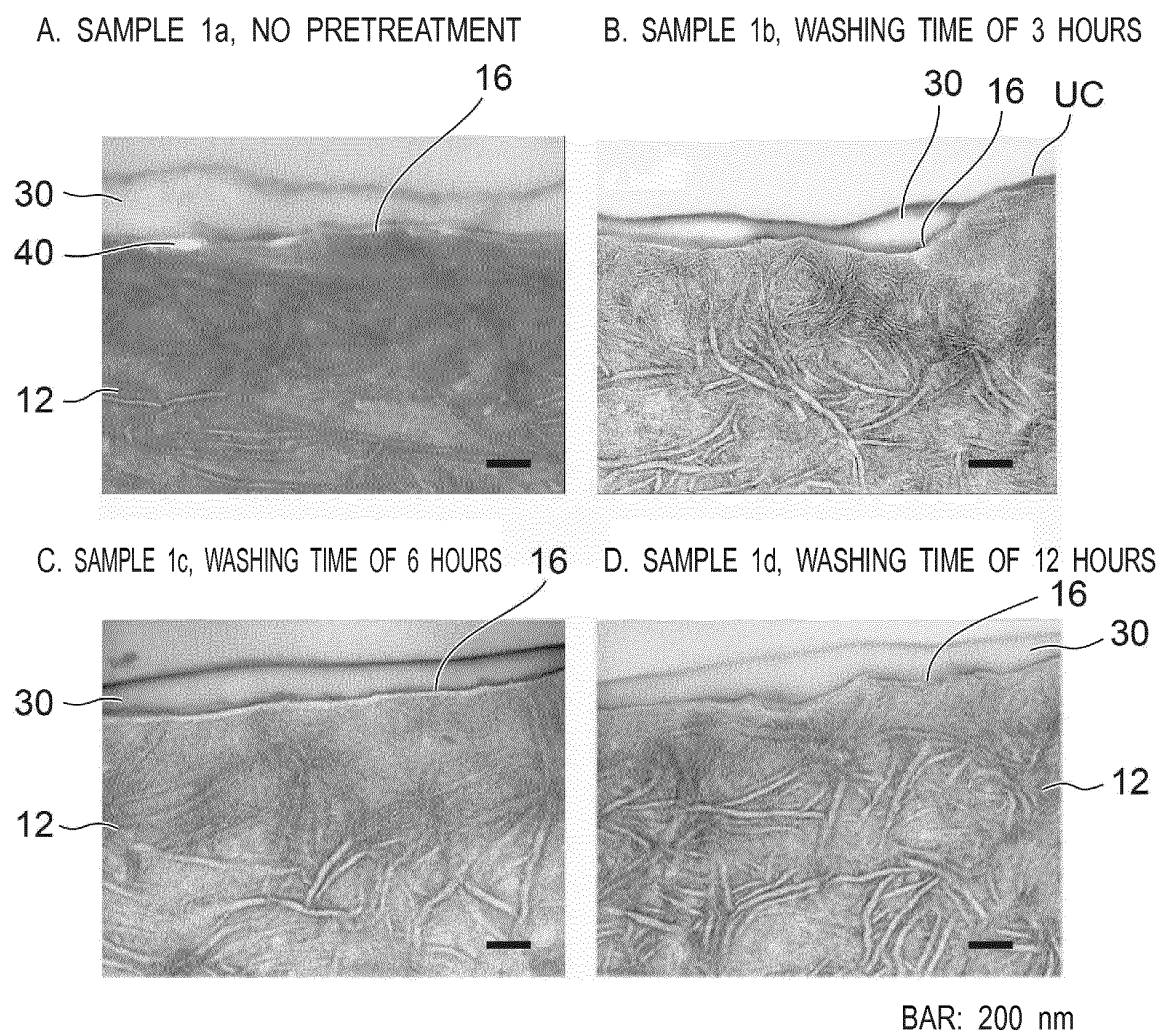 A. SAMPLE 1a, NO PRETREATMENT
16
30
40
12
B. SAMPLE 1b, WASHING TIME OF 3 HOURS
30
16
UC
C. SAMPLE 1c, WASHING TIME OF 6 HOURS
16
30
12
D. SAMPLE 1d, WASHING TIME OF 12 HOURS
16
30
12
BAR: 200 nm